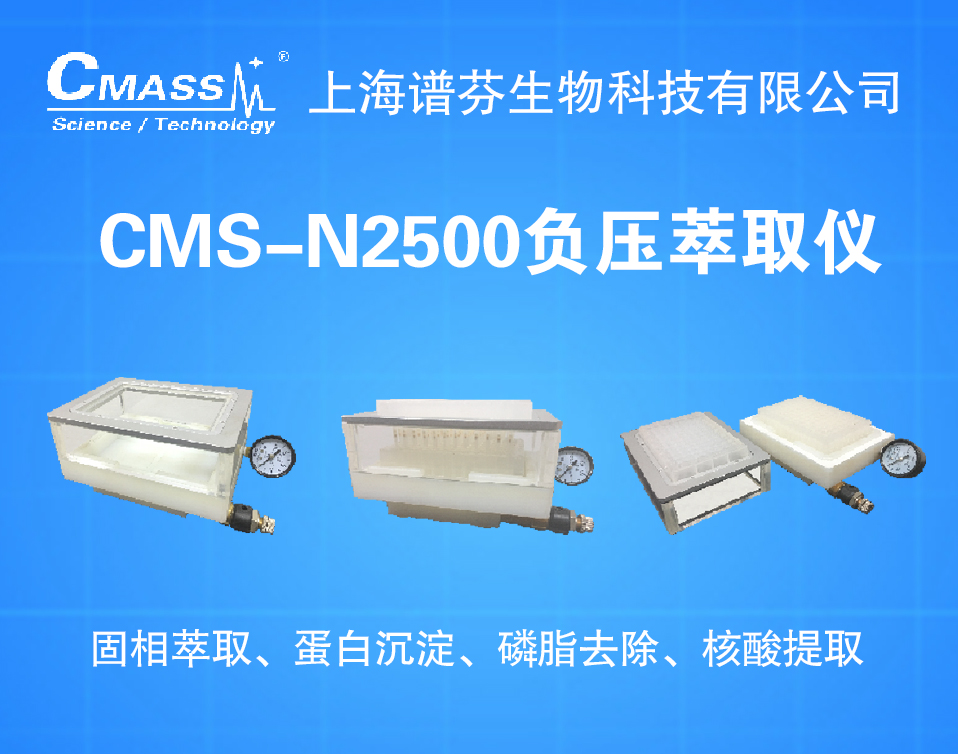 CMASS ®
Science / Technology
上海谱芬生物科技有限公司
CMS-N2500负压萃取仪
固相萃取、蛋白沉淀、磷脂去除、核酸提取